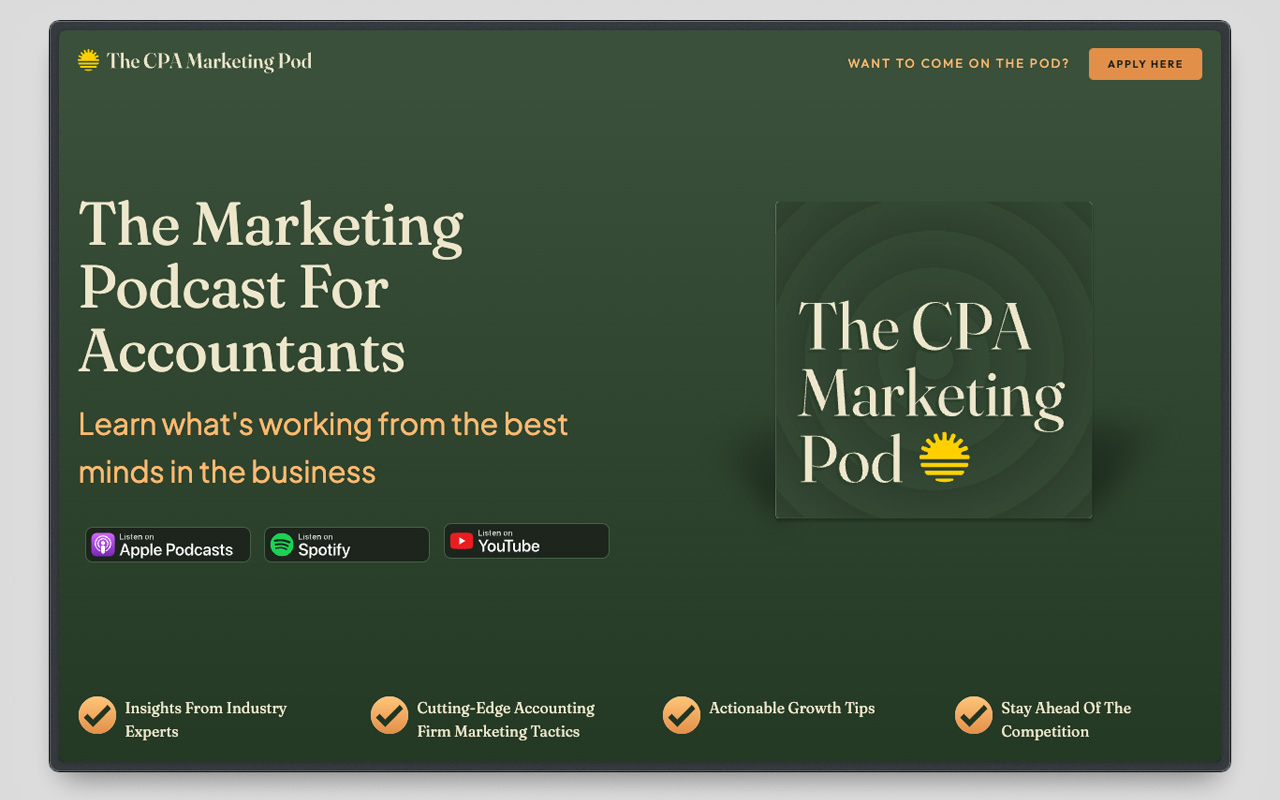 The CPA Marketing Pod
WANT TO COME ON THE POD?
APPLY HERE
The Marketing
Podcast For
Accountants
Learn what's working from the best
minds in the business
Listen on
Apple Podcasts
Listen on
Spotify
Listen on
YouTube
The CPA
Marketing
Pod
Insights From Industry
Experts
Cutting-Edge Accounting
Firm Marketing Tactics
Actionable Growth Tips
Stay Ahead Of The
Competition